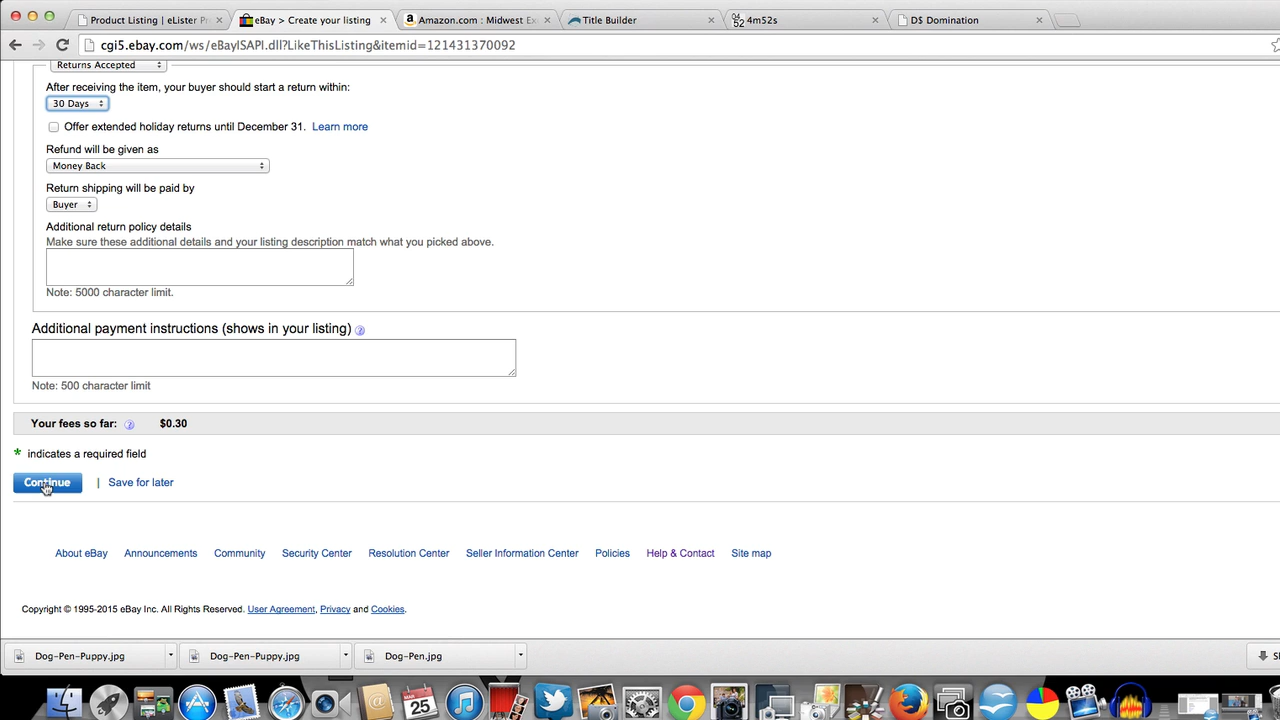 Product Listing | eLister Pr
eBay > Create your listing
Amazon.com : Midwest Ex
Title Builder
52 4m52s
D$ Domination
cgi5.ebay.com/ws/eBayISAPI.dll?LikeThisListing&itemid=121431370092
Returns Accepted
After receiving the item, your buyer should start a return within:
30 Days
Offer extended holiday returns until December 31. Learn more
Refund will be given as
Money Back
Return shipping will be paid by
Buyer
Additional return policy details
Make sure these additional details and your listing description match what you picked above.
Note: 5000 character limit.
Additional payment instructions (shows in your listing) ?
Note: 500 character limit
Your fees so far: ? $0.30
* indicates a required field
Continue | Save for later
About eBay Announcements Community Security Center Resolution Center Seller Information Center Policies Help & Contact Site map
Copyright © 1995-2015 eBay Inc. All Rights Reserved. User Agreement, Privacy and Cookies.
Dog-Pen-Puppy.jpg
Dog-Pen-Puppy.jpg
Dog-Pen.jpg
MAR
25